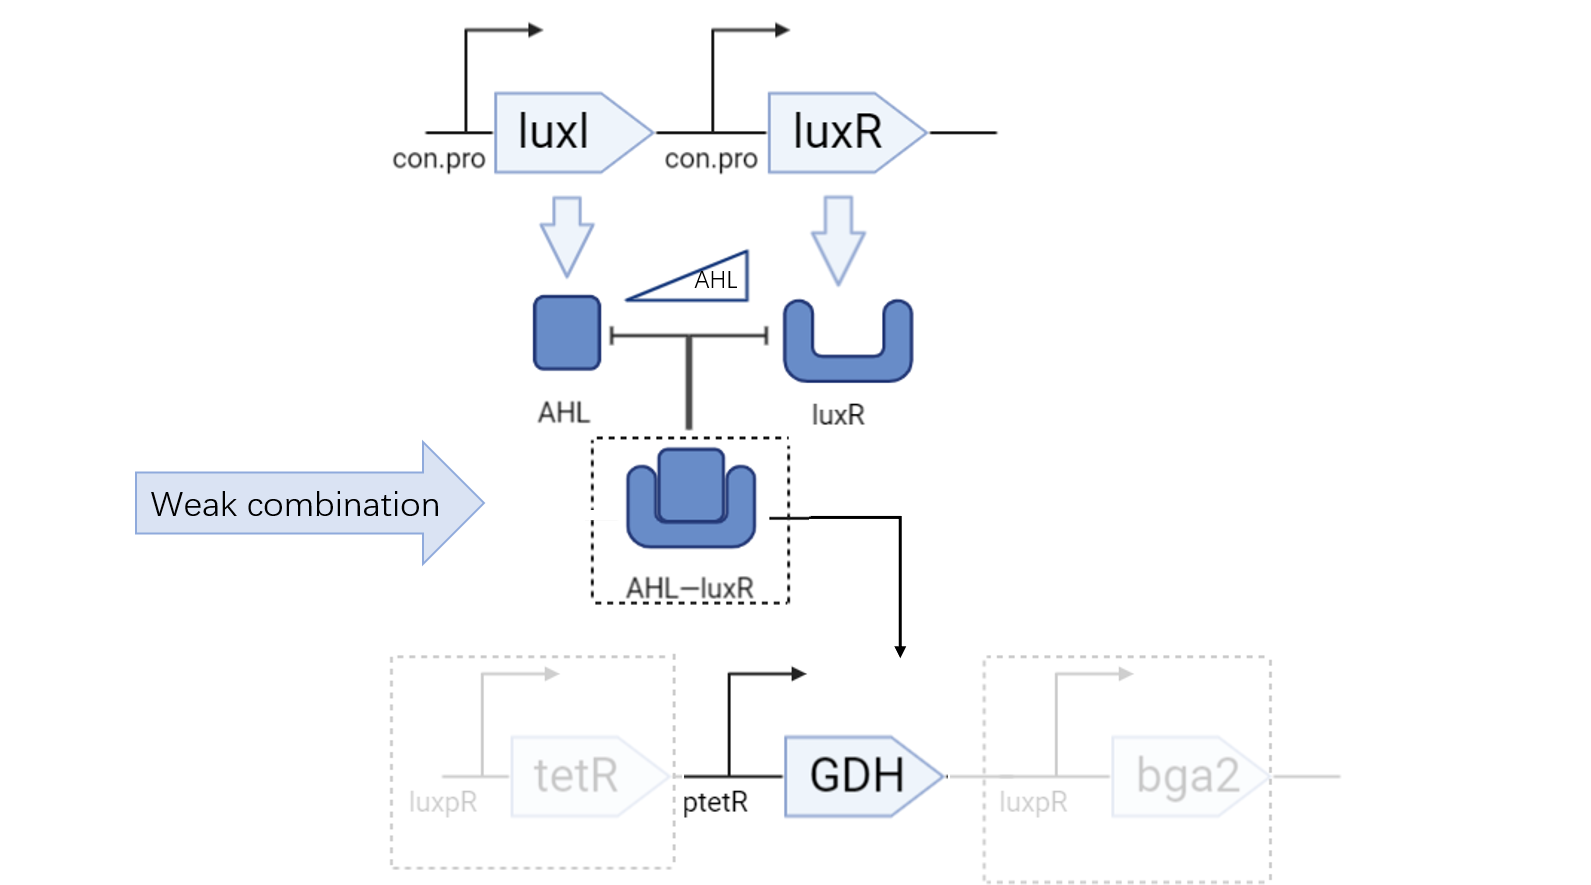 luxI
luxR
con.pro
con.pro
AHL
AHL
luxR
Weak combination
AHL—luxR
tetR
GDH
bga2
luxpR
ptetR
luxpR